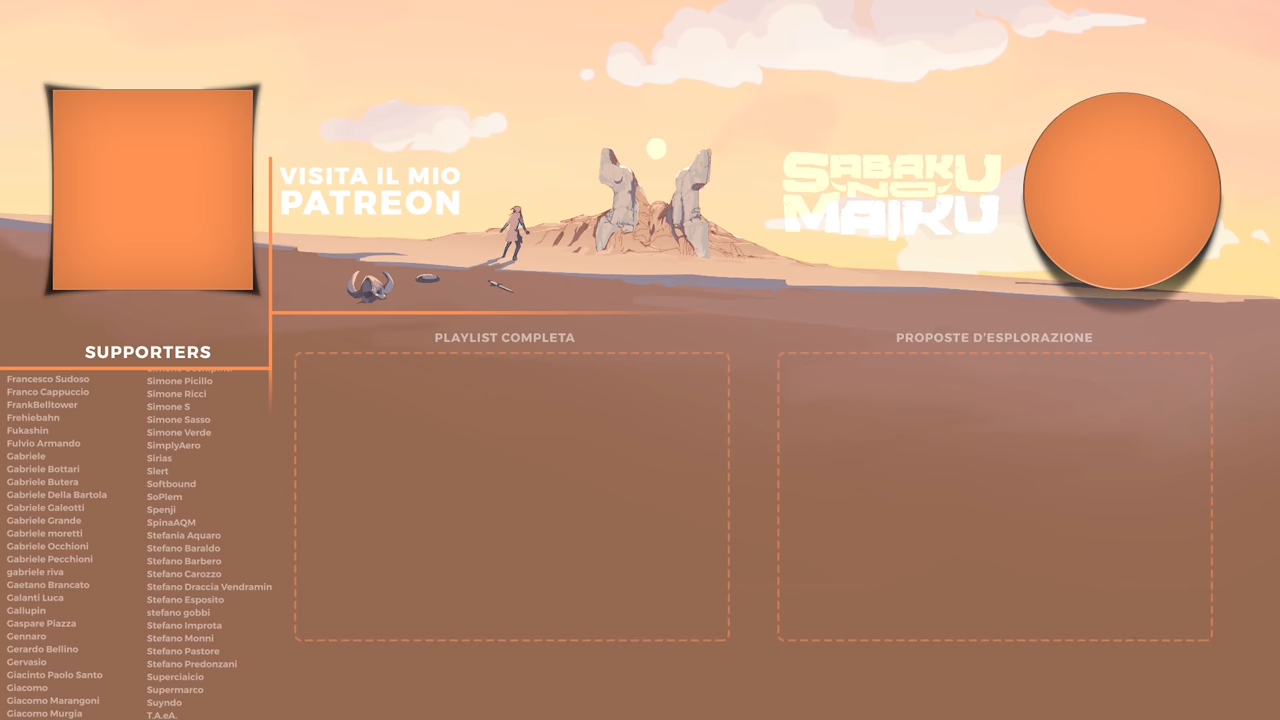 VISITA IL MIO
PATREON
SABAKU
NO
MAIKU
SUPPORTERS
PLAYLIST COMPLETA
PROPOSTE D'ESPLORAZIONE
Francesco Sudoso
Franco Cappuccio
FrankBelltower
Frehiebahn
Fukashin
Fulvio Armando
Gabriele
Gabriele Bottari
Gabriele Butera
Gabriele Della Bartola
Gabriele Galeotti
Gabriele Grande
Gabriele moretti
Gabriele Occhioni
Gabriele Pecchioni
gabriele riva
Gaetano Brancato
Galanti Luca
Gallupin
Gaspare Piazza
Gennaro
Gerardo Bellino
Gervasio
Giacinto Paolo Santo
Giacomo
Giacomo Marangoni
Giacomo Murgia
Simone Picillo
Simone Ricci
Simone S
Simone Sasso
Simone Verde
SimplyAero
Sirias
Slert
Softbound
SoPlem
Spenji
SpinaAQM
Stefania Aquaro
Stefano Baraldo
Stefano Barbero
Stefano Carozzo
Stefano Draccia Vendramin
Stefano Esposito
stefano gobbi
Stefano Improta
Stefano Monni
Stefano Pastore
Stefano Predonzani
Superciaicio
Supermarco
Suyndo
T.A.eA.